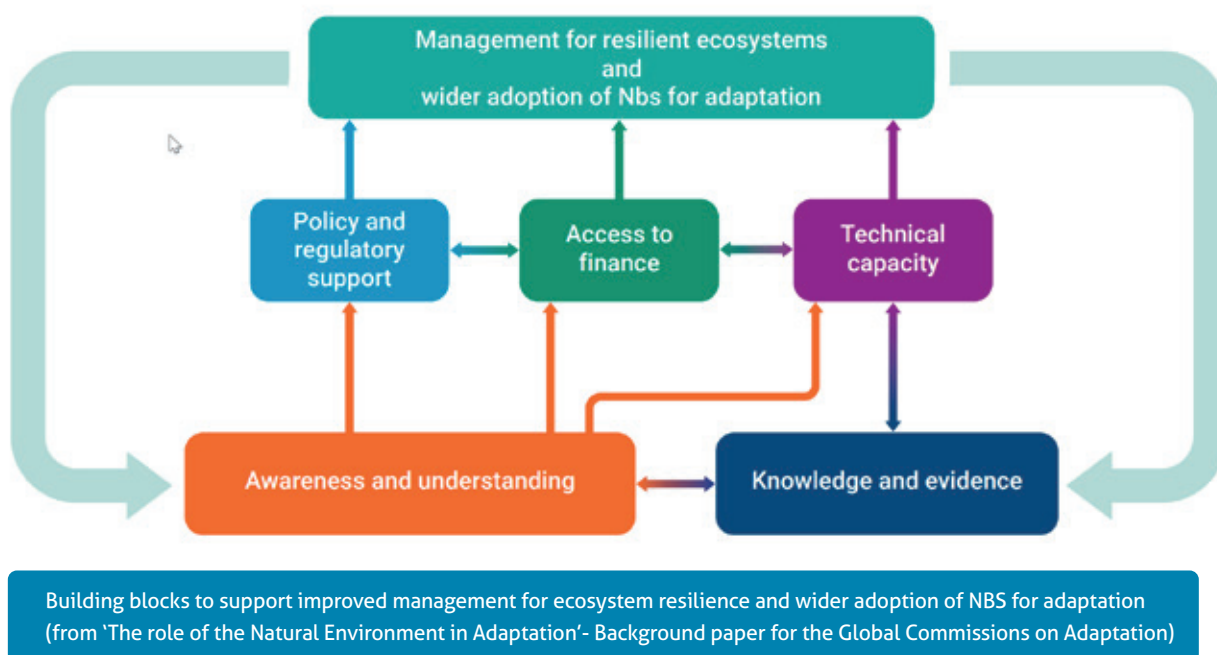 Management for resilient ecosystems
and
wider adoption of Nbs for adaptation
Policy and
regulatory
support
Access to
finance
Technical
capacity
Awareness and understanding
Knowledge and evidence
Building blocks to support improved management for ecosystem resilience and wider adoption of NBS for adaptation
(from ‘The role of the Natural Environment in Adaptation’- Background paper for the Global Commissions on Adaptation)